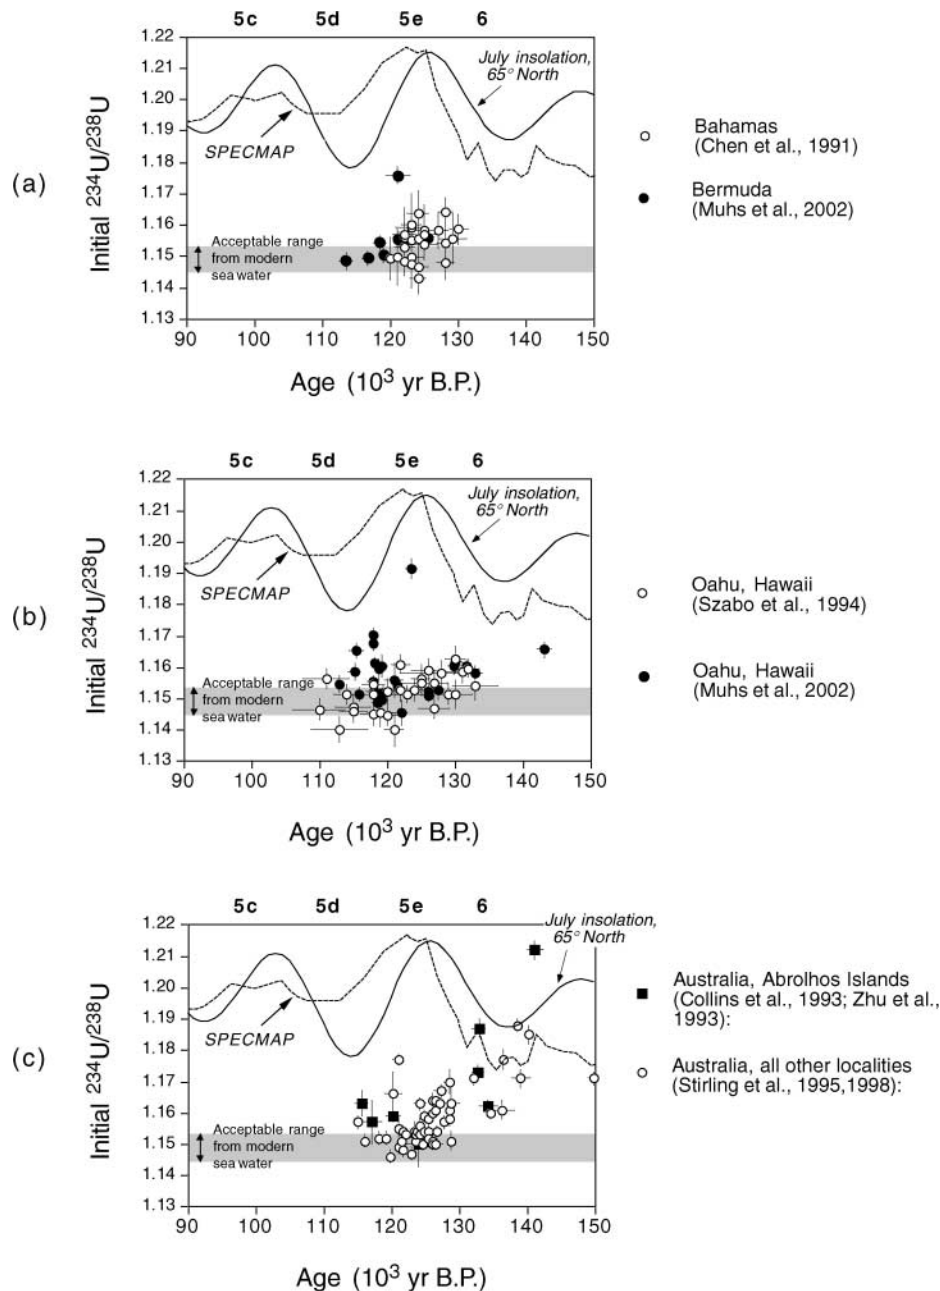 5c 5d 5e 6
(a)
Initial 234U/238U
1.22
1.21
1.20
1.19
1.18
1.17
1.16
1.15
1.14
1.13
July insolation,
65° North
SPECMAP
Acceptable range
from modern
sea water
90 100 110 120 130 140 150
Age (10³ yr B.P.)
Bahamas
(Chen et al., 1991)
Bermuda
(Muhs et al., 2002)
5c 5d 5e 6
(b)
Initial 234U/238U
1.22
1.21
1.20
1.19
1.18
1.17
1.16
1.15
1.14
1.13
July insolation,
65° North
SPECMAP
Acceptable range
from modern
sea water
90 100 110 120 130 140 150
Age (10³ yr B.P.)
Oahu, Hawaii
(Szabo et al., 1994)
Oahu, Hawaii
(Muhs et al., 2002)
5c 5d 5e 6
(c)
Initial 234U/238U
1.22
1.21
1.20
1.19
1.18
1.17
1.16
1.15
1.14
1.13
July insolation,
65° North
SPECMAP
Acceptable range
from modern
sea water
90 100 110 120 130 140 150
Age (10³ yr B.P.)
Australia, Abrolhos Islands
(Collins et al., 1993; Zhu et al.,
1993):
Australia, all other localities
(Stirling et al., 1995,1998):